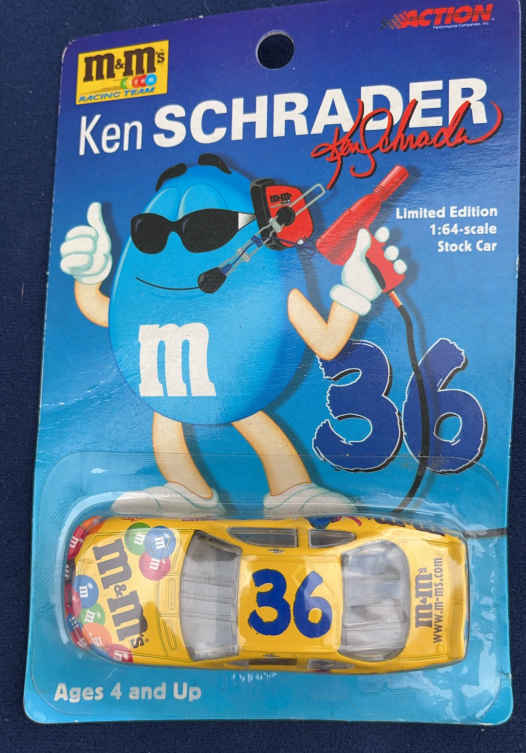 ACTION
m&m's
RACING TEAM
Ken SCHRADER
Ken Schrader
m&m's
Limited Edition
1:64-scale
Stock Car
m
36
m&m's
m
m
m
m
36
m&m's
www.m-ms.com
Ages 4 and Up